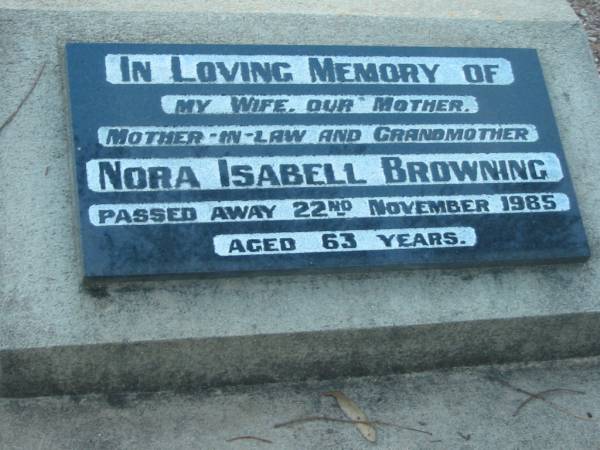 In Loving Memory of
my Wife. our Mother.
Mother-in-law and Grandmother
Nora Isabell Browning
passed away 22nd November 1985
aged 63 years.